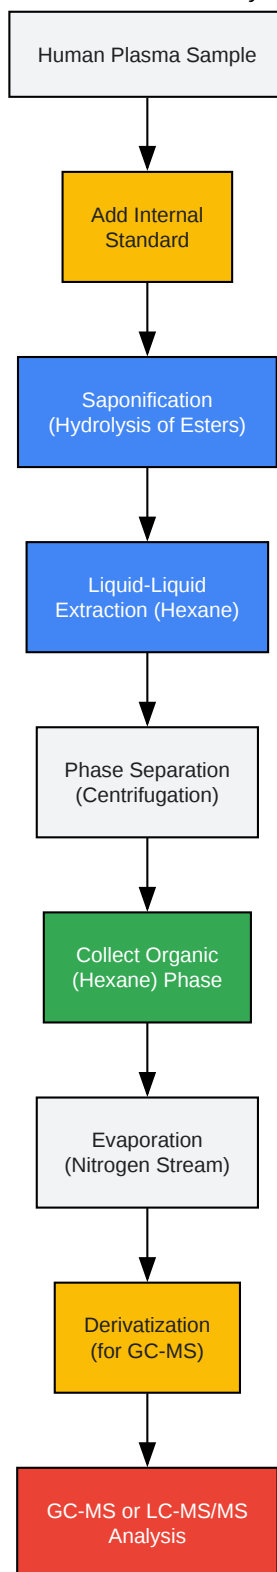 Human Plasma Sample
Add Internal
Standard
Saponification
(Hydrolysis of Esters)
Liquid-Liquid
Extraction (Hexane)
Phase Separation
(Centrifugation)
Collect Organic
(Hexane) Phase
Evaporation
(Nitrogen Stream)
Derivatization
(for GC-MS)
GC-MS or LC-MS/MS
Analysis